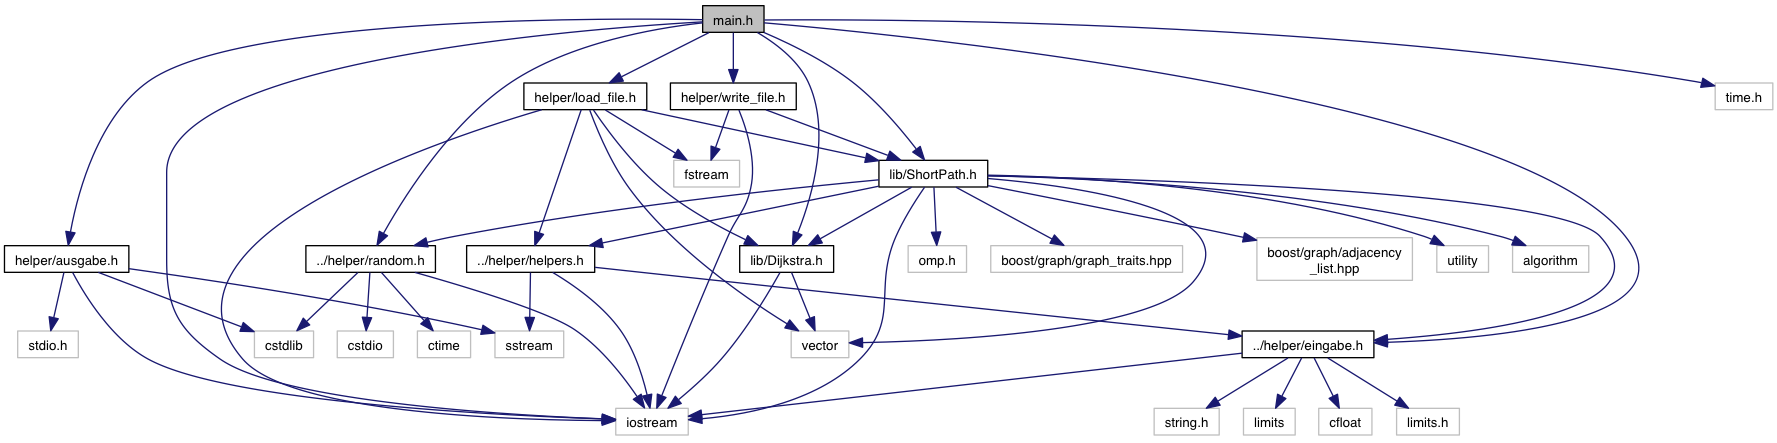 main.h
helper/load_file.h
helper/write_file.h
time.h
fstream
lib/ShortPath.h
helper/ausgabe.h
../helper/random.h
../helper/helpers.h
lib/Dijkstra.h
omp.h
boost/graph/graph_traits.hpp
boost/graph/adjacency
_list.hpp
utility
algorithm
stdio.h
cstdlib
cstdio
ctime
sstream
vector
../helper/eingabe.h
iostream
string.h
limits
cfloat
limits.h